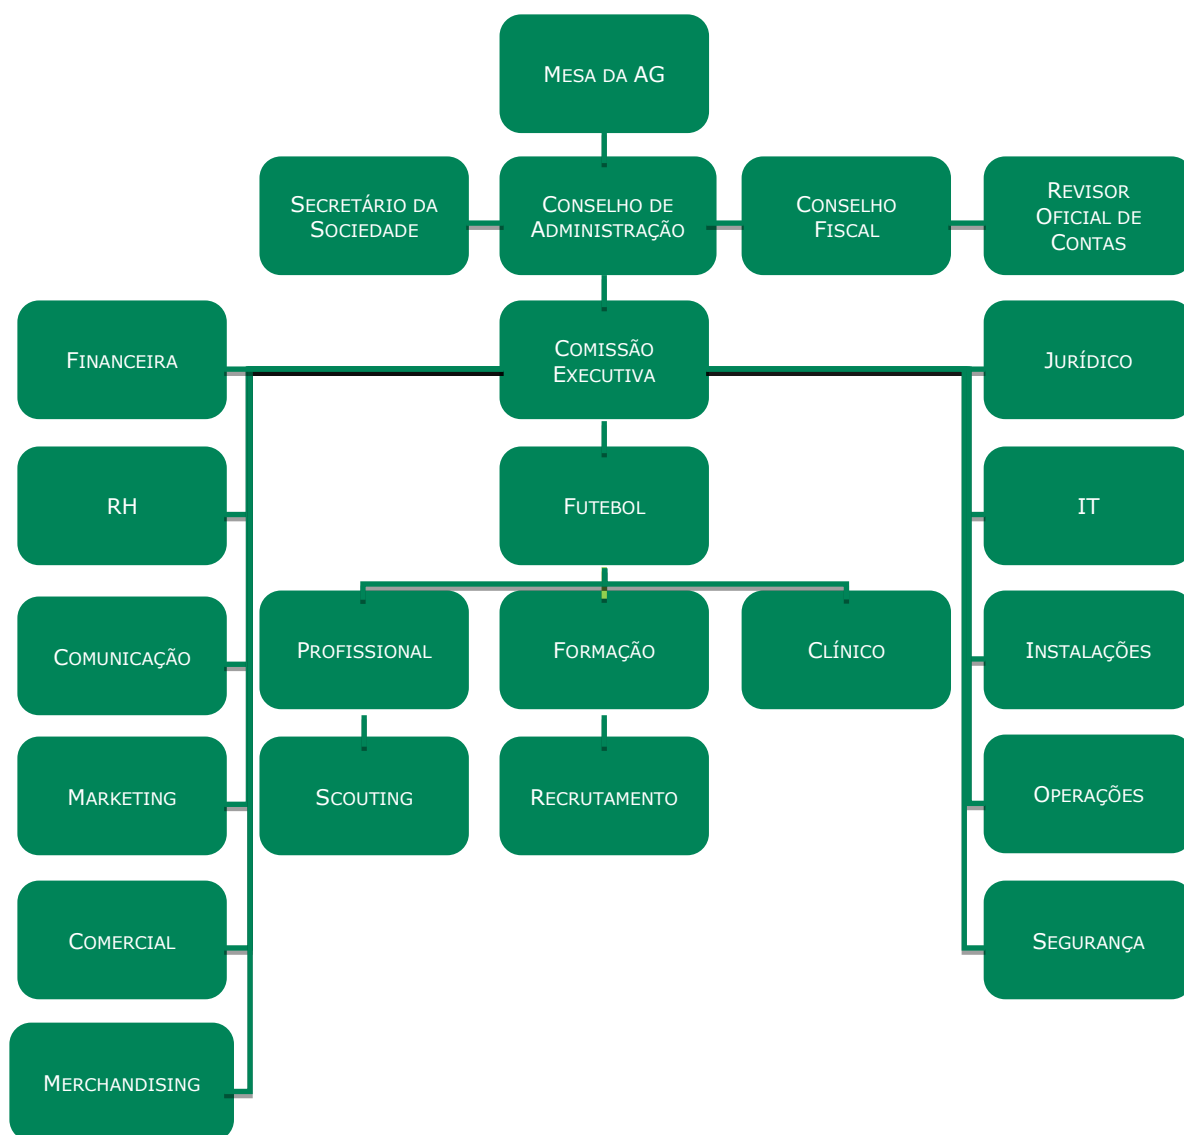 Mesa da AG
Secretário da
Sociedade
Conselho de
Administração
Conselho
Fiscal
Revisor
Oficial de
Contas
Financeira
Comissão
Executiva
Jurídico
RH
Futebol
IT
Comunicação
Profissional
Formação
Clínico
Instalações
Marketing
Scouting
Recrutamento
Operações
Comercial
Segurança
Merchandising